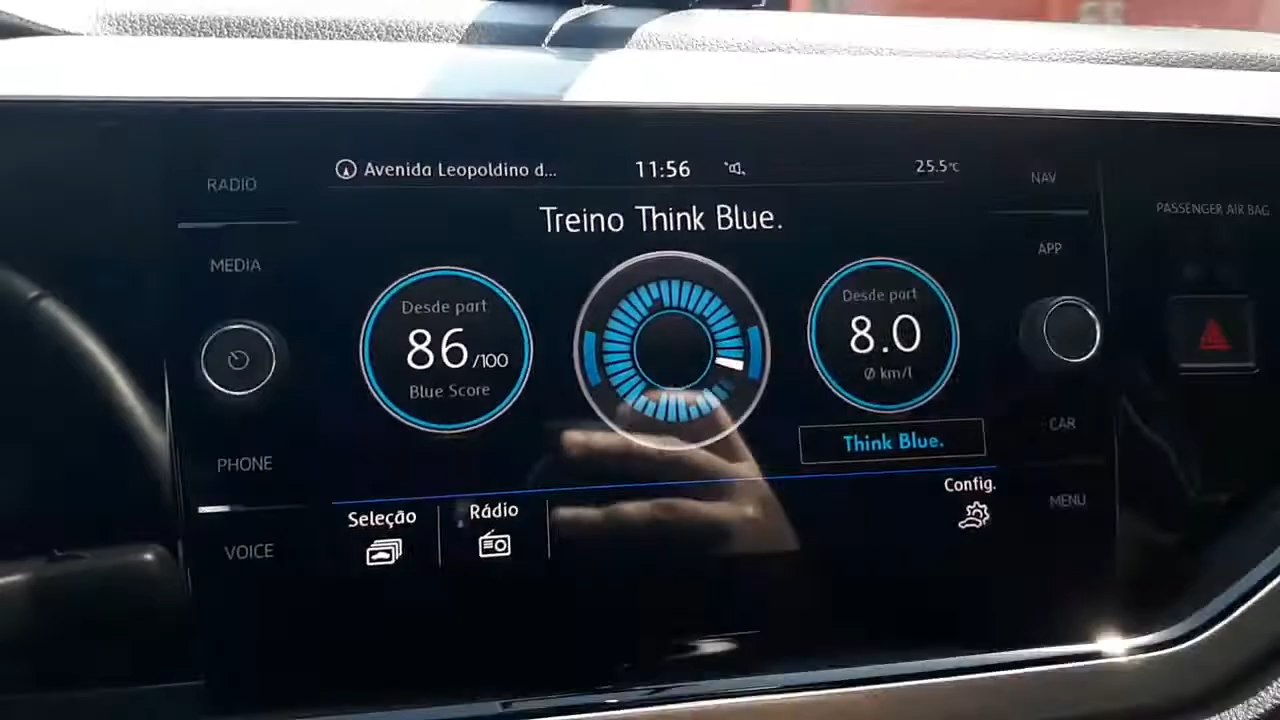 Avenida Leopoldino d...
11:56
25.5°C
RADIO
NAV
PASSENGER AIR BAG
Treino Think Blue.
MEDIA
APP
Desde part.
86/100
Blue Score
Desde part.
8.0
Ø km/l
CAR
Think Blue.
PHONE
MENU
Config.
Seleção
Rádio
VOICE